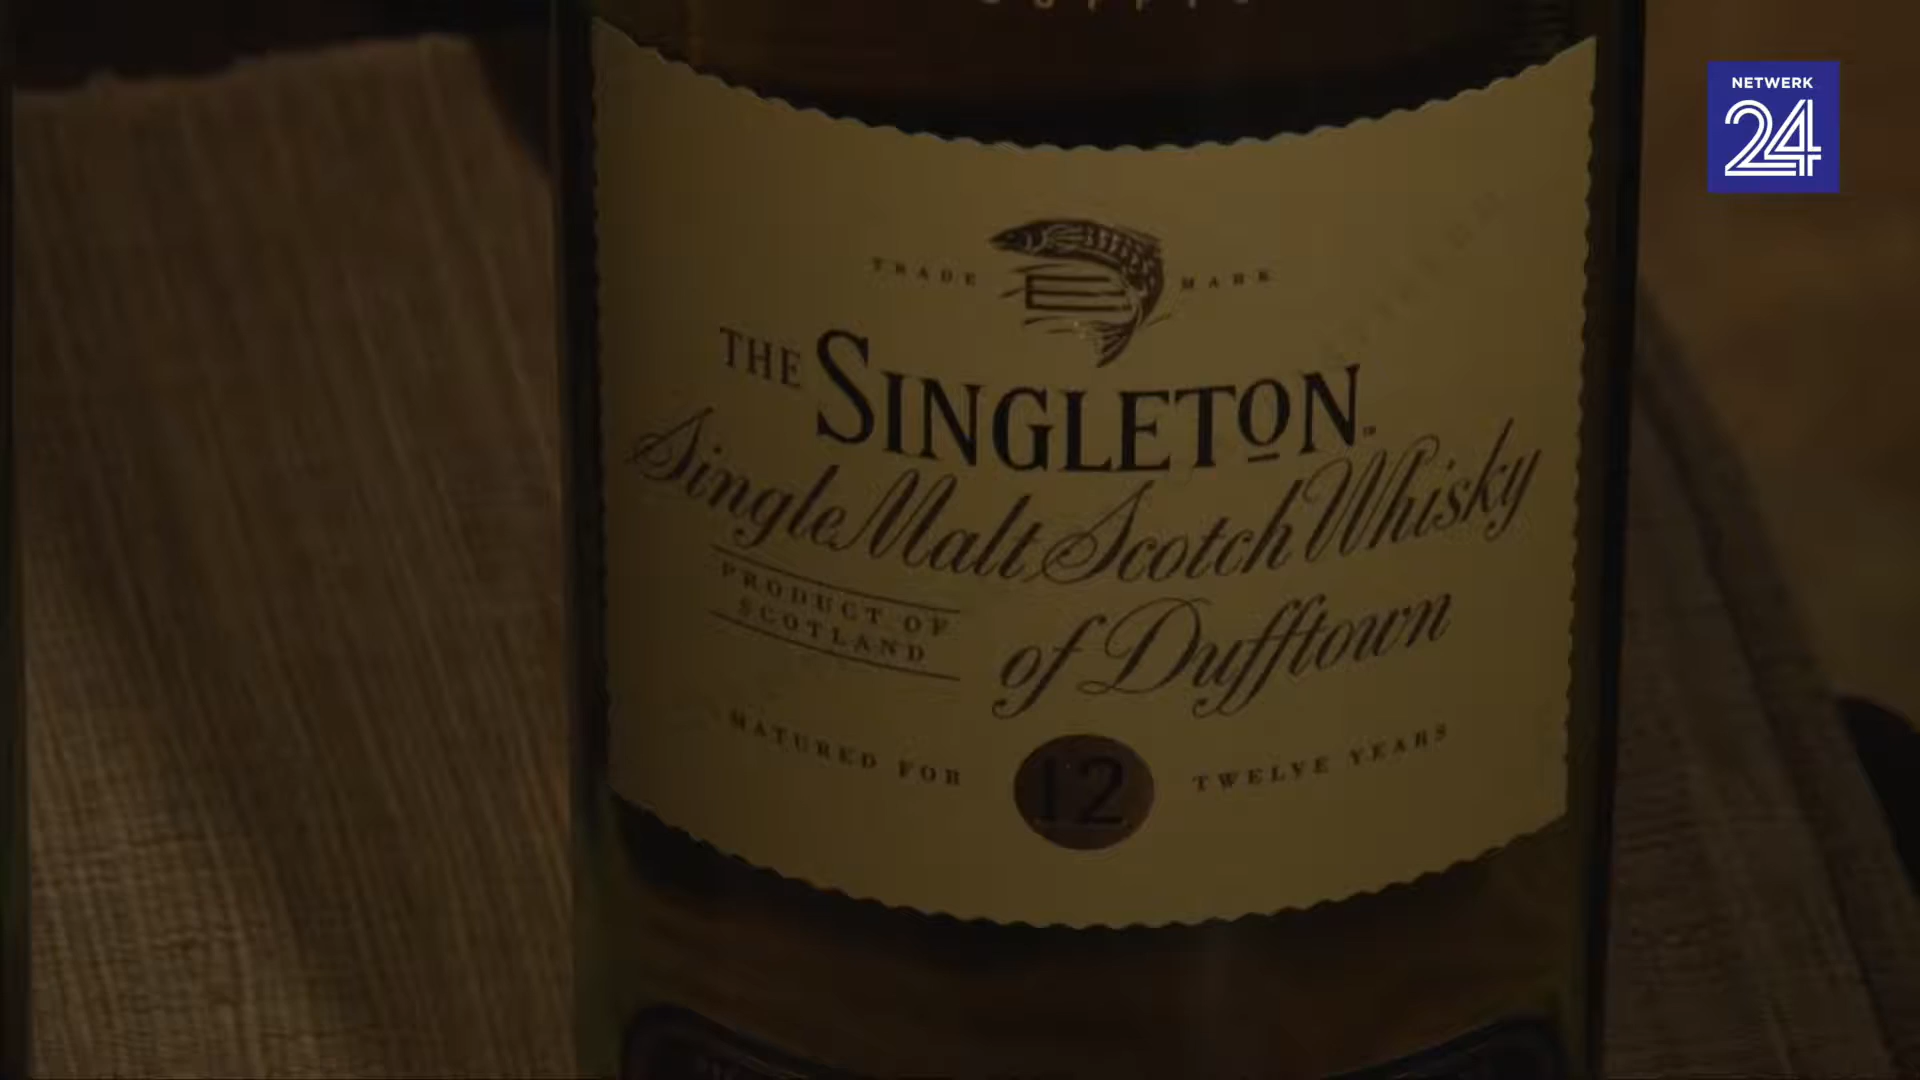 NETWERK
24
TRADE MARK
THE SINGLETON
Single Malt Scotch Whisky
PRODUCT OF
SCOTLAND
of Dufftown
MATURED FOR 12 TWELVE YEARS